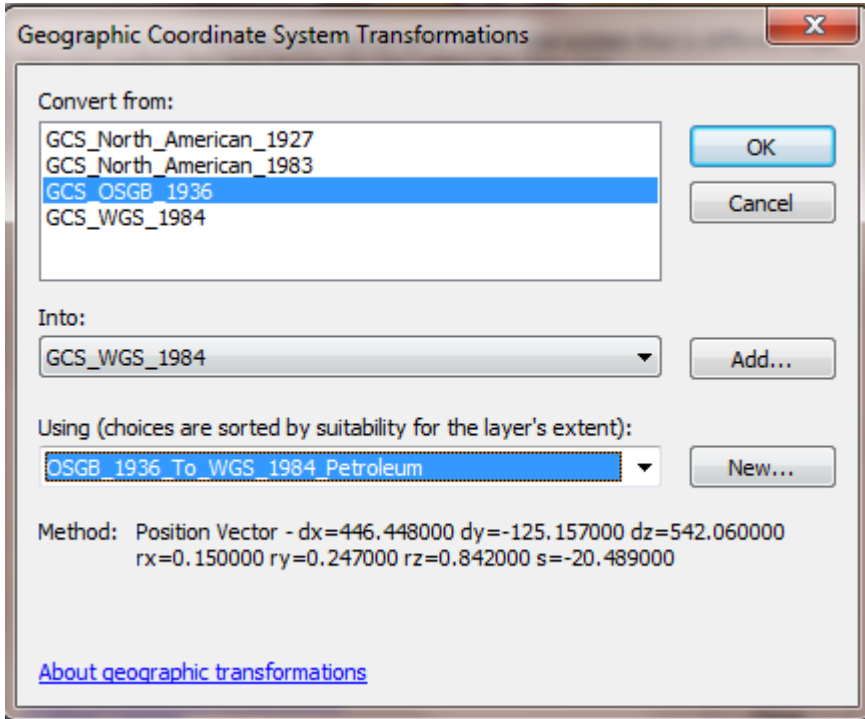 Geographic Coordinate System Transformations
Convert from:
GCS_North_American_1927
GCS_North_American_1983
GCS_OSGB_1936
GCS_WGS_1984
OK
Cancel
Into:
GCS_WGS_1984
Add...
Using (choices are sorted by suitability for the layer's extent):
OSGB_1936_To_WGS_1984_Petroleum
New...
Method: Position Vector - dx=446.448000 dy=-125.157000 dz=542.060000
rx=0.150000 ry=0.247000 rz=0.842000 s=-20.489000
About geographic transformations